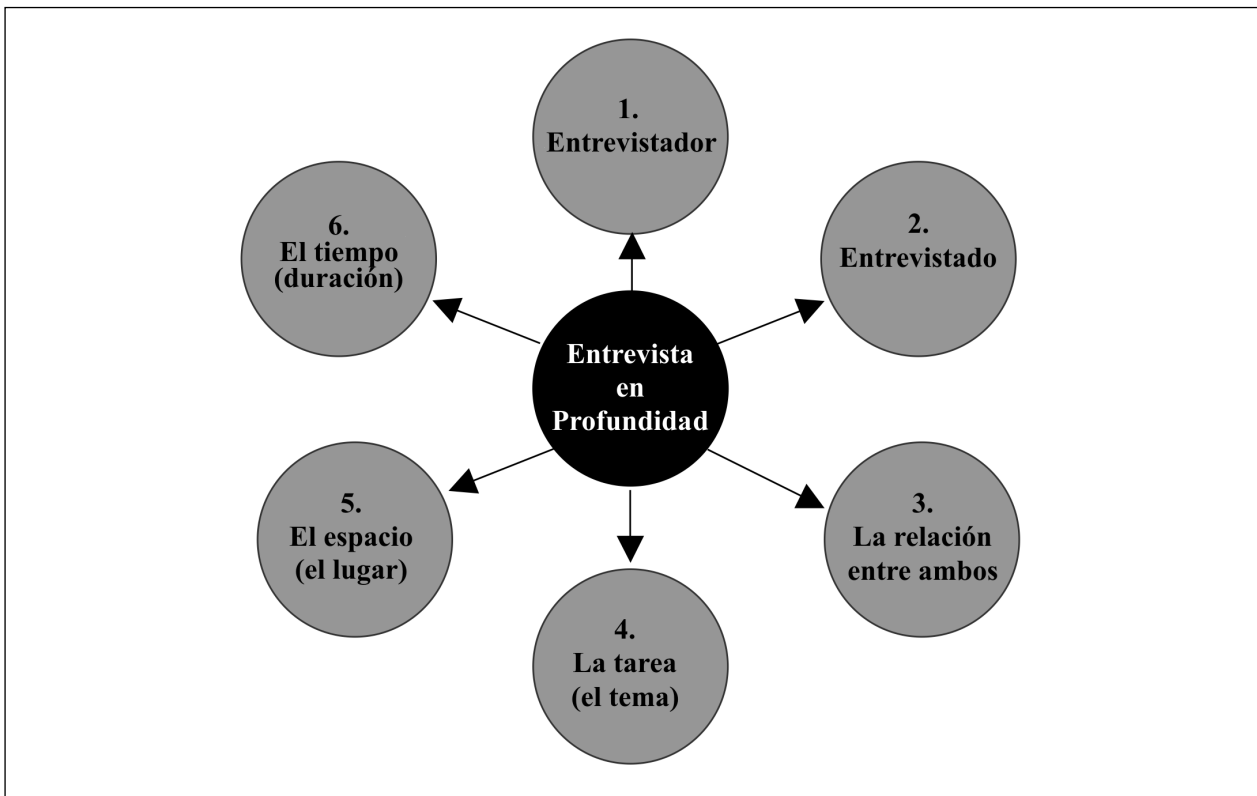 1.
Entrevistador
2.
Entrevistado
3.
La relación
entre ambos
4.
La tarea
(el tema)
5.
El espacio
(el lugar)
6.
El tiempo
(duración)
Entrevista
en
Profundidad